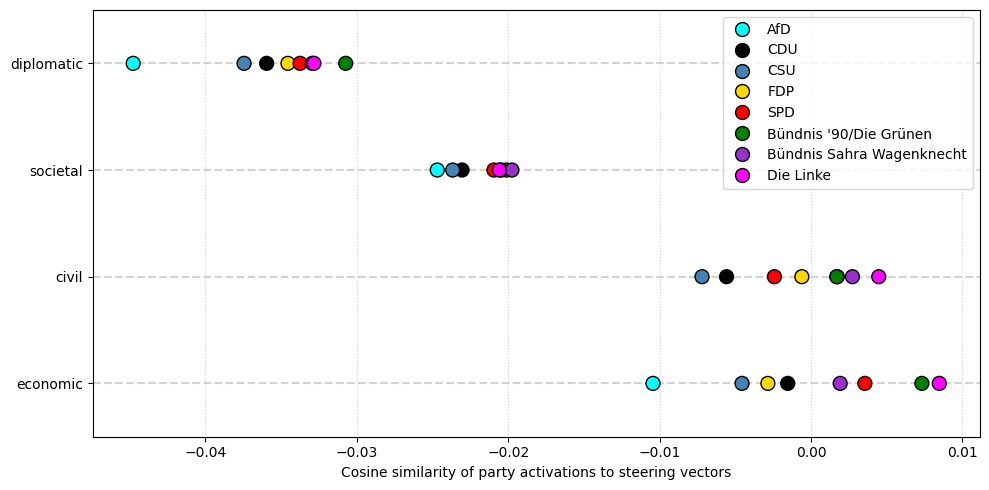 diplomatic
societal
civil
economic
AfD
CDU
CSU
FDP
SPD
Bündnis '90/Die Grünen
Bündnis Sahra Wagenknecht
Die Linke
−0.04 −0.03 −0.02 −0.01 0.00 0.01
Cosine similarity of party activations to steering vectors